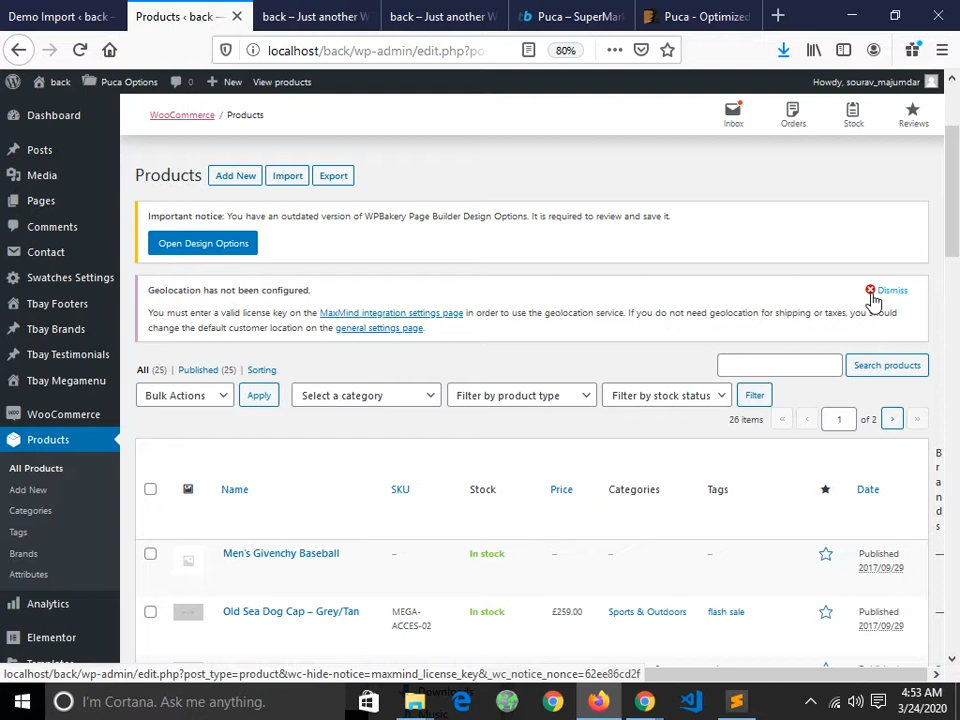 Demo Import ‹ back —
Products ‹ back —
back – Just another W
back – Just another W
Puca – SuperMar
Puca - Optimized
localhost/back/wp-admin/edit.php?po
80%
back
Puca Options
0
New
View products
Howdy, sourav_majumdar
Dashboard
Posts
Media
Pages
Comments
Contact
Swatches Settings
Tbay Footers
Tbay Brands
Tbay Testimonials
Tbay Megamenu
WooCommerce
Products
All Products
Add New
Categories
Tags
Brands
Attributes
Analytics
Elementor
WooCommerce / Products
Inbox
Orders
Stock
Reviews
Products
Add New
Import
Export
Important notice: You have an outdated version of WPBakery Page Builder Design Options. It is required to review and save it.
Open Design Options
Geolocation has not been configured.
Dismiss
You must enter a valid license key on the MaxMind integration settings page in order to use the geolocation service. If you do not need geolocation for shipping or taxes, you should
change the default customer location on the general settings page.
All (25) Published (25) Sorting
Search products
Bulk Actions
Apply
Select a category
Filter by product type
Filter by stock status
Filter
26 items « ‹ 1 of 2 › »
Name
SKU
Stock
Price
Categories
Tags
Date
Brands
Men's Givenchy Baseball
–
In stock
–
–
–
Published
2017/09/29
—
Old Sea Dog Cap – Grey/Tan
MEGA-
ACCES-02
In stock
£259.00
Sports & Outdoors
flash sale
Published
2017/09/29
—
localhost/back/wp-admin/edit.php?post_type=product&wc-hide-notice=maxmind_license_key&_wc_notice_nonce=62ee86cd2f
I'm Cortana. Ask me anything.
4:53 AM
3/24/2020